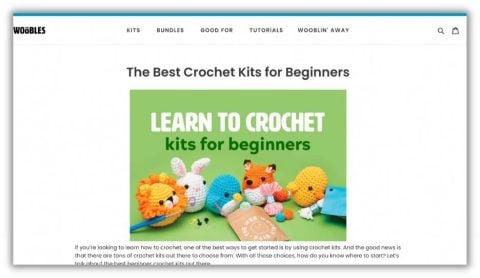 WOOBLES
KITS BUNDLES GOOD FOR TUTORIALS WOOBLIN' AWAY
The Best Crochet Kits for Beginners
LEARN TO CROCHET
kits for beginners
If you're looking to learn how to crochet, one of the best ways to get started is by using crochet kits. And the good news is
that there are tons of crochet kits out there to choose from. With all those choices, how do you know where to start? Let's
talk about the best beginner crochet kits out there.